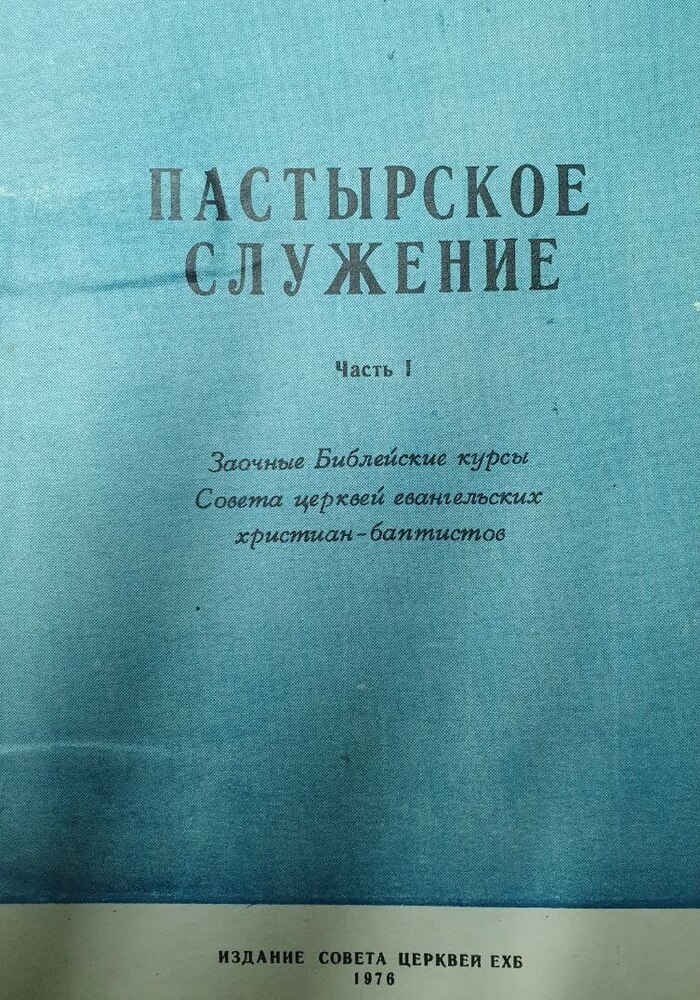 ПАСТЫРСКОЕ
СЛУЖЕНИЕ
Часть I
Заочные Библейские курсы
Совета церквей евангельских
христиан-баптистов
ИЗДАНИЕ СОВЕТА ЦЕРКВЕЙ ЕХБ
1976